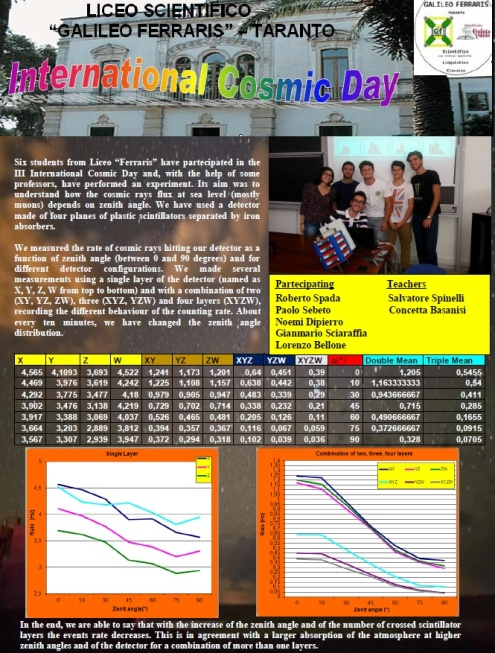 LICEO SCIENTIFICO
“GALILEO FERRARIS” – TARANTO
GALILEO FERRARIS
TARANTO
Scientifico
Linguistico
Classico
International Cosmic Day
Six students from Liceo “Ferraris” have partecipated in the
III International Cosmic Day and, with the help of some
professors, have performed an experiment. Its aim was to
understand how the cosmic rays flux at sea level (mostly
muons) depends on zenith angle. We have used a detector
made of four planes of plastic scintillators separated by iron
absorbers.
We measured the rate of cosmic rays hitting our detector as a
function of zenith angle (between 0 and 90 degrees) and for
different detector configurations. We made several
measurements using a single layer of the detector (named as
X, Y, Z, W from top to bottom) and with a combination of two
(XY, YZ, ZW), three (XYZ, YZW) and four layers (XYZW),
recording the different behaviour of the counting rate. About
every ten minutes, we have changed the zenith angle
distribution.
Partecipating
Roberto Spada
Paolo Sebeto
Noemi Dipierro
Gianmario Sciaraffia
Lorenzo Bellone
Teachers
Salvatore Spinelli
Concetta Basanisi
X Y Z W XY YZ ZW XYZ YZW XYZW Double Mean Triple Mean
4,565 4,1093 3,693 4,522 1,241 1,173 1,201 0,64 0,451 0,39 0 1,205 0,5455
4,469 3,976 3,619 4,242 1,225 1,108 1,157 0,638 0,442 0,38 10 1,163333333 0,54
4,292 3,775 3,477 4,18 0,979 0,905 0,947 0,483 0,339 0,29 30 0,943666667 0,411
3,902 3,476 3,138 4,219 0,729 0,702 0,714 0,338 0,232 0,21 45 0,715 0,285
3,917 3,388 3,069 4,037 0,526 0,465 0,481 0,205 0,126 0,11 60 0,490666667 0,1655
3,664 3,203 2,889 3,812 0,394 0,357 0,367 0,116 0,067 0,059 75 0,372666667 0,0915
3,567 3,307 2,939 3,947 0,372 0,294 0,318 0,102 0,039 0,036 90 0,328 0,0705
Single Layer
Rate (Hz)
5
4,5
4
3,5
3
2,5
0 10 30 45 60 75 90
Zenit angle(°)
Combination of two, three, four layers
XY YZ ZW
XYZ YZW XYZW
Rate (Hz)
0 10 30 45 60 75 90
Zenit angle(°)
In the end, we are able to say that with the increase of the zenith angle and of the number of crossed scintillator
layers the events rate decreases. This is in agreement with a larger absorption of the atmosphere at higher
zenith angles and of the detector for a combination of more than one layers.